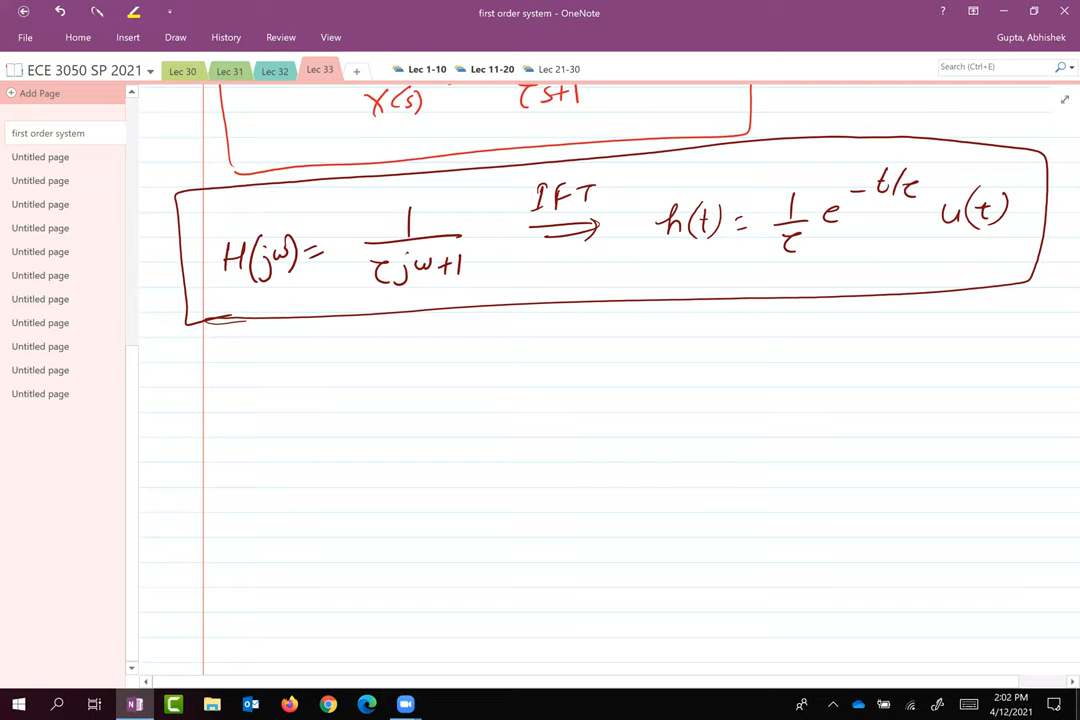 first order system - OneNote
?
File Home Insert Draw History Review View
Gupta, Abhishek
ECE 3050 SP 2021
Lec 30
Lec 31
Lec 32
Lec 33
+
Lec 1-10
Lec 11-20
Lec 21-30
Search (Ctrl+E)
Add Page
first order system
Untitled page
Untitled page
Untitled page
Untitled page
Untitled page
Untitled page
Untitled page
Untitled page
Untitled page
Untitled page
Untitled page
X(s) τs+1
H(jω) = 1/(τjω+1) IFT ⇒ h(t) = 1/τ e^(-t/τ) u(t)
2:02 PM
4/12/2021